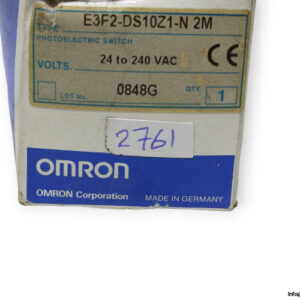 TYPE E3F2-DS10Z1-N 2M
PHOTOELECTRIC SWITCH
VOLTS. 24 to 240 VAC CE
LOT No. 0848G QTY. 1
2761
OMRON
OMRON Corporation MADE IN GERMANY